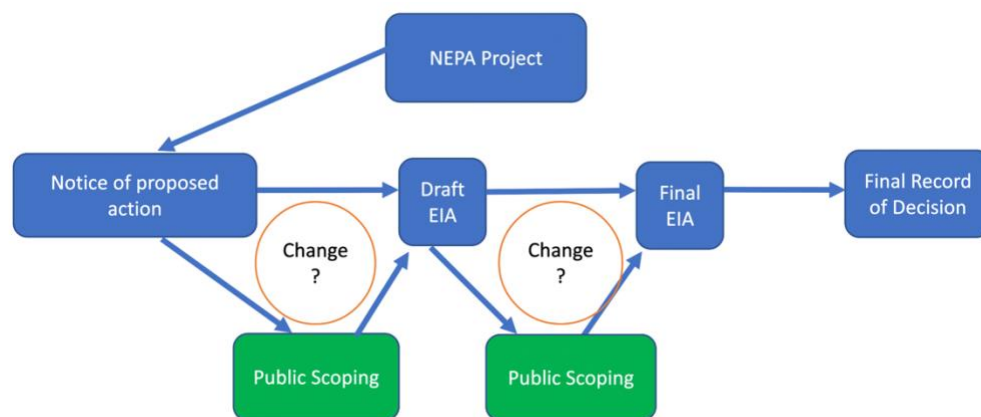 NEPA Project
Notice of proposed
action
Draft
EIA
Final
EIA
Final Record
of Decision
Change
?
Change
?
Public Scoping
Public Scoping